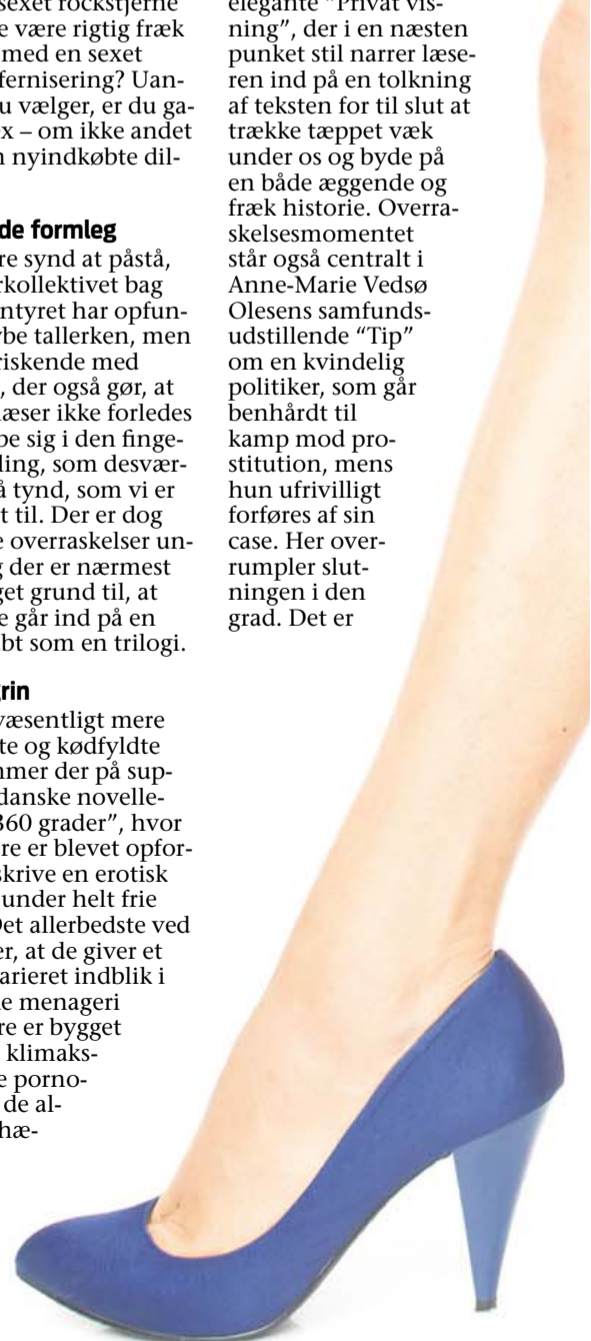 sexet rockstjerne
e være rigtig fræk
med en sexet
fernisering? Uan-
u vælger, er du ga-
x – om ikke andet
n nyindkøbte dil-
de formleg
re synd at påstå,
rkollektivet bag
ntyret har opfun-
ybe tallerken, men
riskende med
, der også gør, at
læser ikke forledes
be sig i den finge-
ling, som desvær-
å tynd, som vi er
t til. Der er dog
e overraskelser un-
g der er nærmest
get grund til, at
e går ind på en
bt som en trilogi.
rin
væsentligt mere
te og kødfyldte
mmer der på sup-
danske novelle-
360 grader”, hvor
re er blevet opfor-
skrive en erotisk
under helt frie
Det allerbedste ved
er, at de giver et
arieret indblik i
e menageri
re er bygget
klimaks-
e porno-
de al-
hæ-
elegante “Privat vis-
ning”, der i en næsten
punket stil narrer læse-
ren ind på en tolkning
af teksten for til slut at
trække tæppet væk
under os og byde på
en både æggende og
fræk historie. Overra-
skelsesmomentet
står også centralt i
Anne-Marie Vedsø
Olesens samfunds-
udstillende “Tip”
om en kvindelig
politiker, som går
benhårdt til
kamp mod pro-
stitution, mens
hun ufrivilligt
forføres af sin
case. Her over-
rumpler slut-
ningen i den
grad. Det er